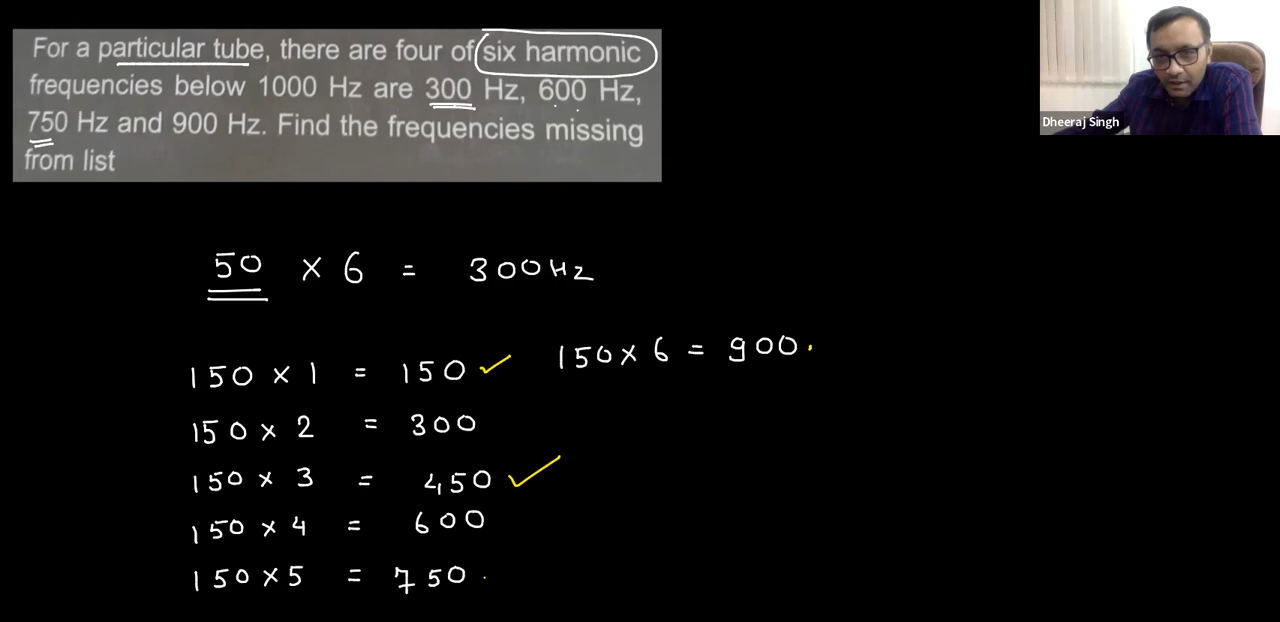 For a particular tube, there are four of six harmonic
frequencies below 1000 Hz are 300 Hz, 600 Hz,
750 Hz and 900 Hz. Find the frequencies missing
from list
Dheeraj Singh
50 × 6 = 300Hz
150 × 1 = 150 ✓
150 × 6 = 900.
150 × 2 = 300
150 × 3 = 450 ✓
150 × 4 = 600
150 × 5 = 750